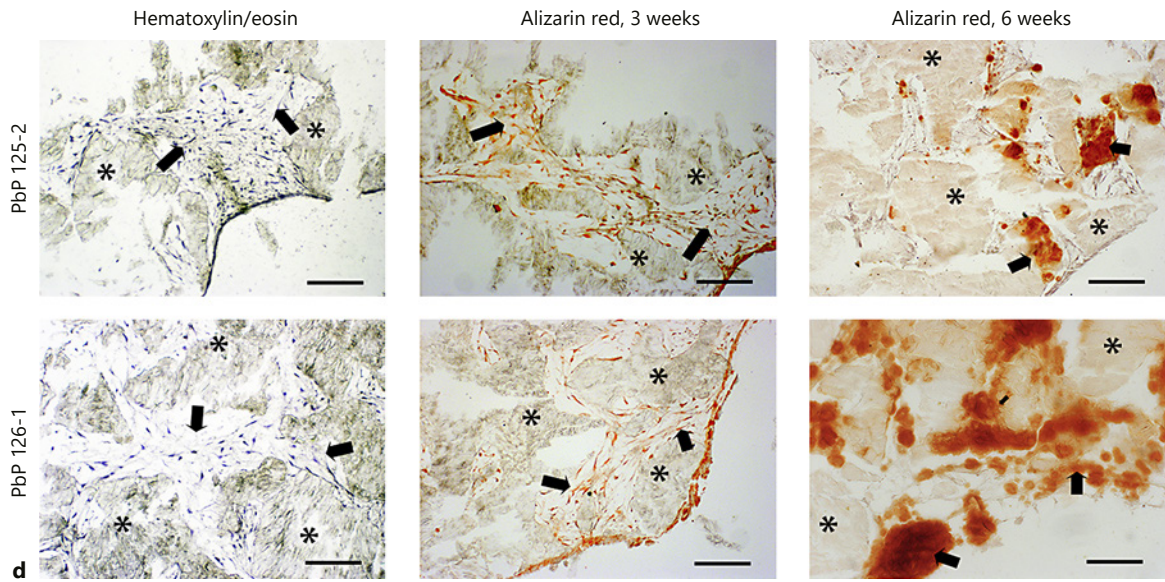 Hematoxylin/eosin
Alizarin red, 3 weeks
Alizarin red, 6 weeks
PbP 125-2
PbP 126-1
d